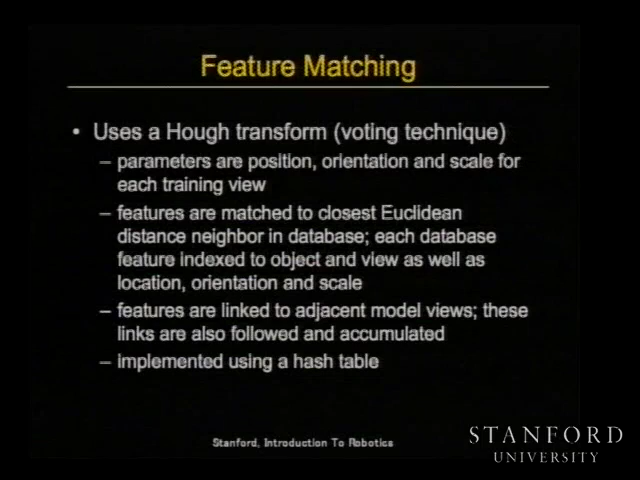 Feature Matching
• Uses a Hough transform (voting technique)
– parameters are position, orientation and scale for
each training view
– features are matched to closest Euclidean
distance neighbor in database; each database
feature indexed to object and view as well as
location, orientation and scale
– features are linked to adjacent model views; these
links are also followed and accumulated
– implemented using a hash table
Stanford, Introduction To Robotics
STANFORD
UNIVERSITY